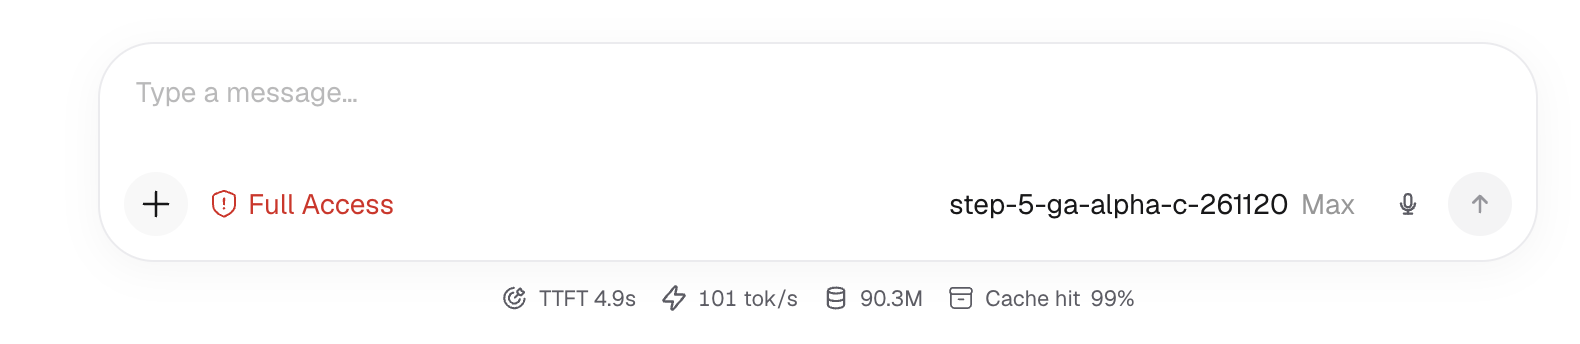 Type a message...
Full Access step-5-ga-alpha-c-261120 Max
TTFT 4.9s 101 tok/s 90.3M Cache hit 99%